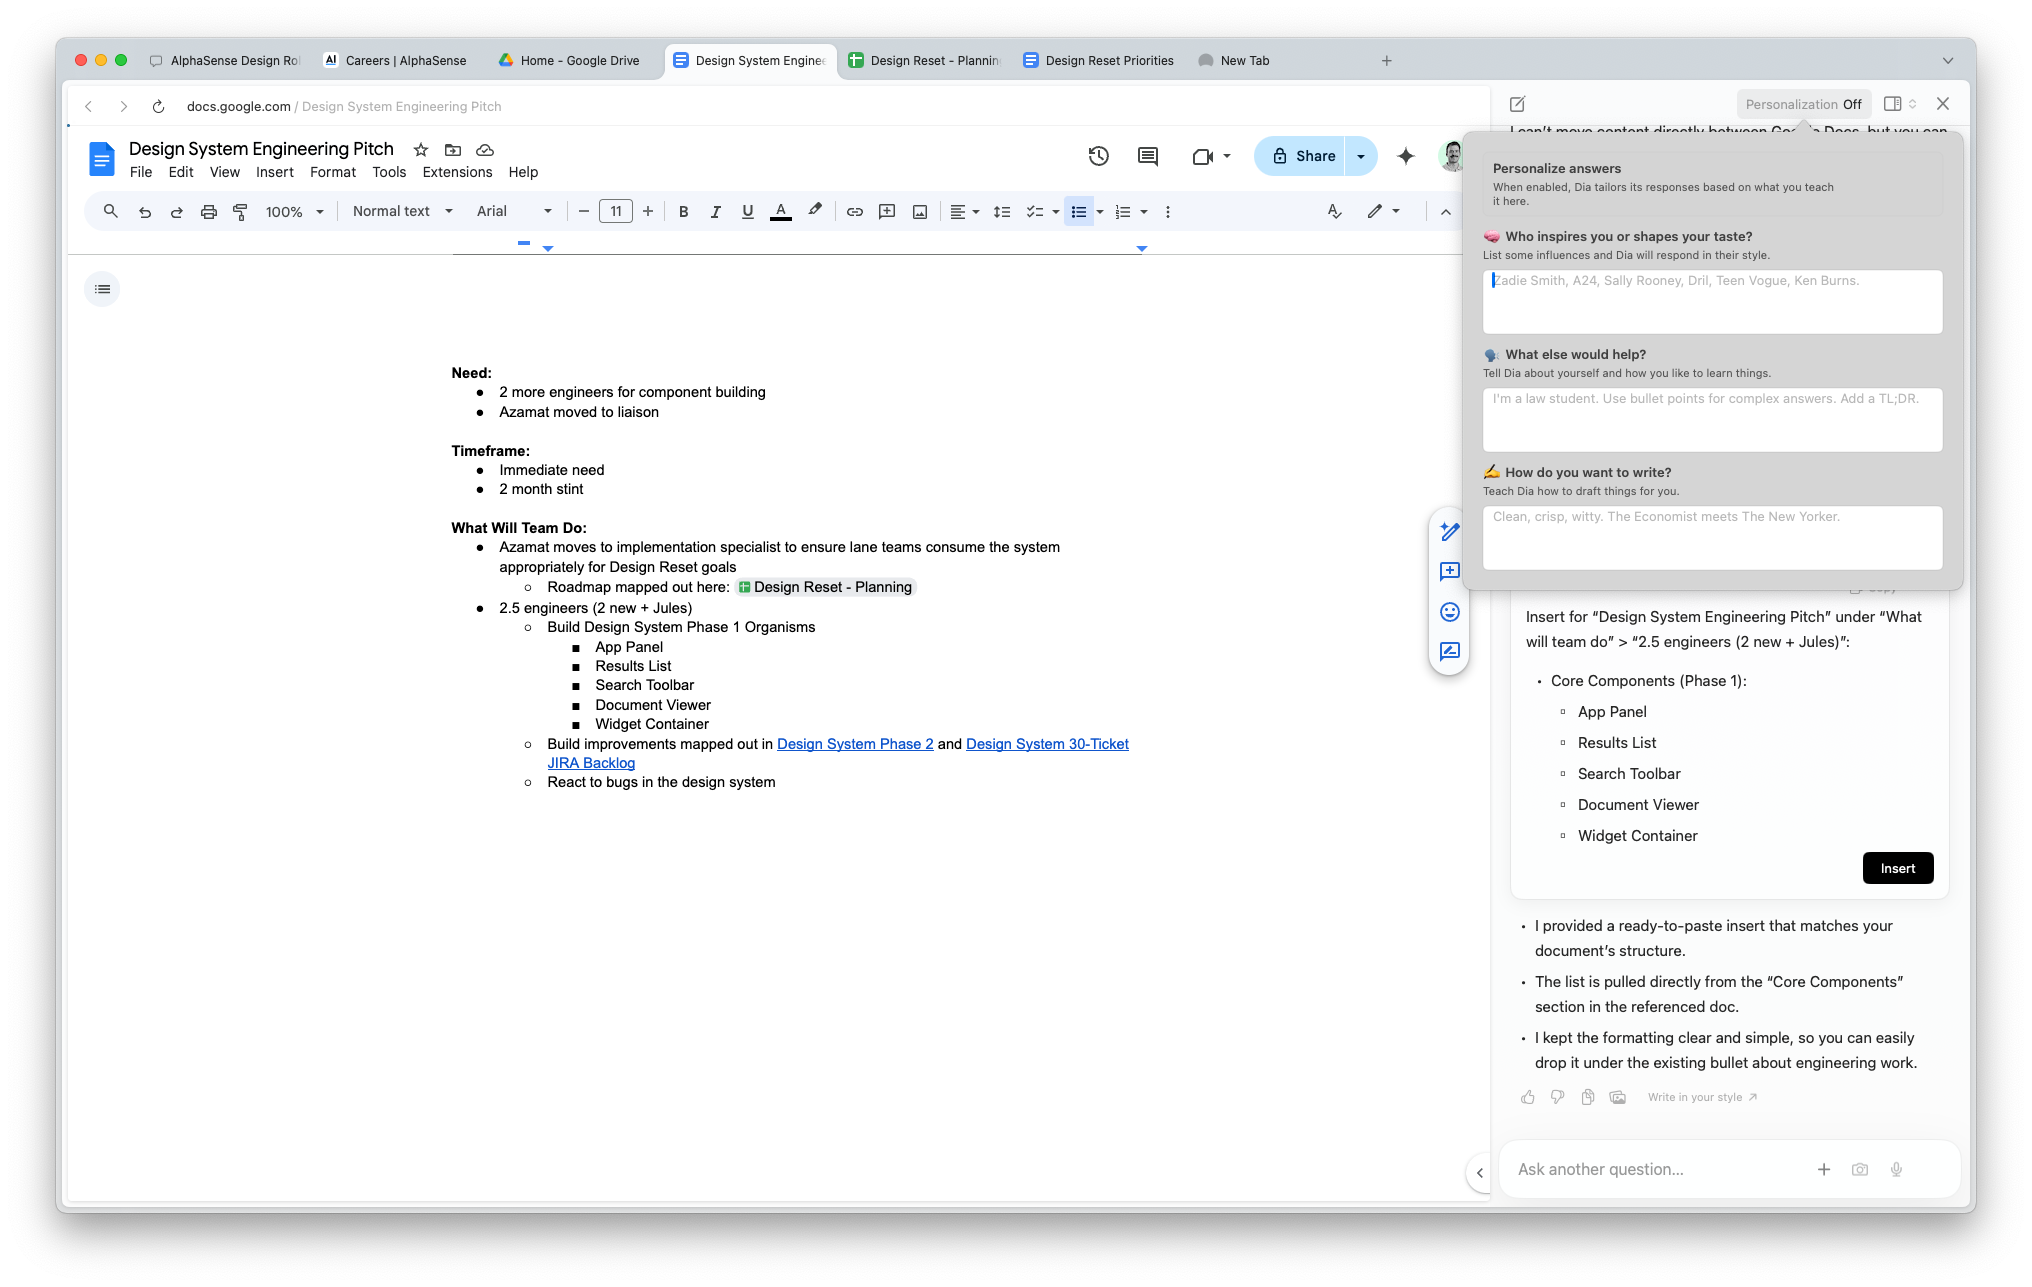 AlphaSense Design Rol
AI Careers | AlphaSense
Home - Google Drive
Design System Enginee
Design Reset - Plannin
Design Reset Priorities
New Tab
docs.google.com / Design System Engineering Pitch
Personalization Off
Design System Engineering Pitch
File Edit View Insert Format Tools Extensions Help
Share
100% Normal text Arial 11 B I U A
Need:
● 2 more engineers for component building
● Azamat moved to liaison
Timeframe:
● Immediate need
● 2 month stint
What Will Team Do:
● Azamat moves to implementation specialist to ensure lane teams consume the system
appropriately for Design Reset goals
○ Roadmap mapped out here: Design Reset - Planning
● 2.5 engineers (2 new + Jules)
○ Build Design System Phase 1 Organisms
■ App Panel
■ Results List
■ Search Toolbar
■ Document Viewer
■ Widget Container
○ Build improvements mapped out in Design System Phase 2 and Design System 30-Ticket
JIRA Backlog
○ React to bugs in the design system
I can't move content directly between Google Docs, but you can
Personalize answers
When enabled, Dia tailors its responses based on what you teach
it here.
🧠 Who inspires you or shapes your taste?
List some influences and Dia will respond in their style.
Zadie Smith, A24, Sally Rooney, Dril, Teen Vogue, Ken Burns.
🗣️ What else would help?
Tell Dia about yourself and how you like to learn things.
I'm a law student. Use bullet points for complex answers. Add a TL;DR.
✍️ How do you want to write?
Teach Dia how to draft things for you.
Clean, crisp, witty. The Economist meets The New Yorker.
Copy
Insert for “Design System Engineering Pitch” under “What
will team do” > “2.5 engineers (2 new + Jules)”:
• Core Components (Phase 1):
▫ App Panel
▫ Results List
▫ Search Toolbar
▫ Document Viewer
▫ Widget Container
Insert
• I provided a ready-to-paste insert that matches your
document’s structure.
• The list is pulled directly from the “Core Components”
section in the referenced doc.
• I kept the formatting clear and simple, so you can easily
drop it under the existing bullet about engineering work.
Write in your style ↗
Ask another question...